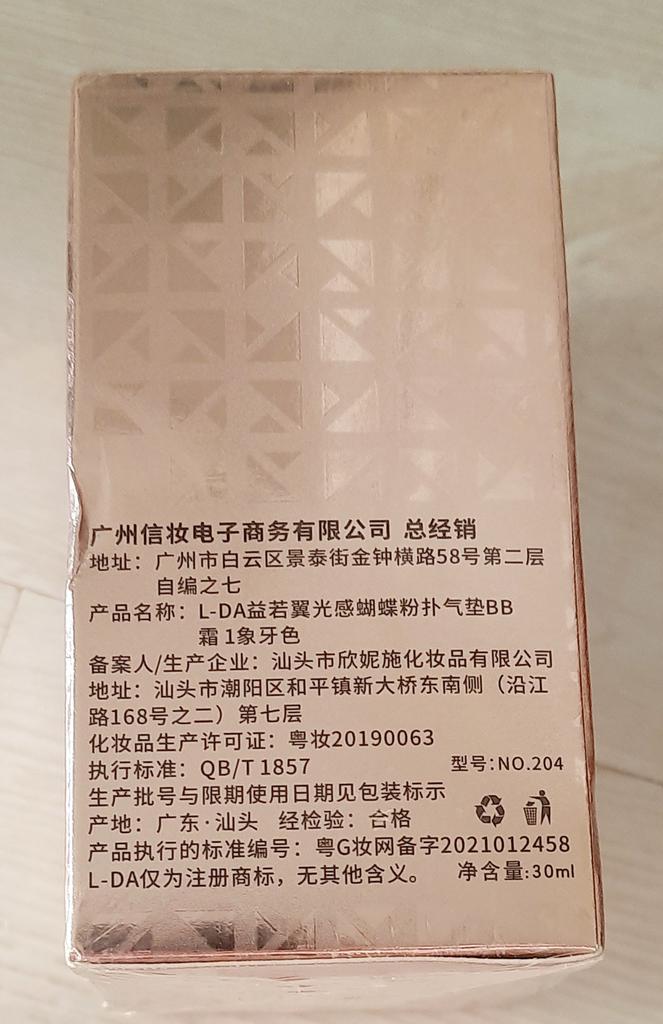 广州信妆电子商务有限公司 总经销
地址：广州市白云区景泰街金钟横路58号第二层
自编之七
产品名称：L-DA益若翼光感蝴蝶粉扑气垫BB
霜 1象牙色
备案人/生产企业：汕头市欣妮施化妆品有限公司
地址：汕头市潮阳区和平镇新大桥东南侧（沿江
路168号之二）第七层
化妆品生产许可证：粤妆20190063
执行标准：QB/T 1857 型号:NO.204
生产批号与限期使用日期见包装标示
产地：广东·汕头 经检验：合格
产品执行的标准编号：粤G妆网备字2021012458
L-DA仅为注册商标，无其他含义。 净含量:30ml